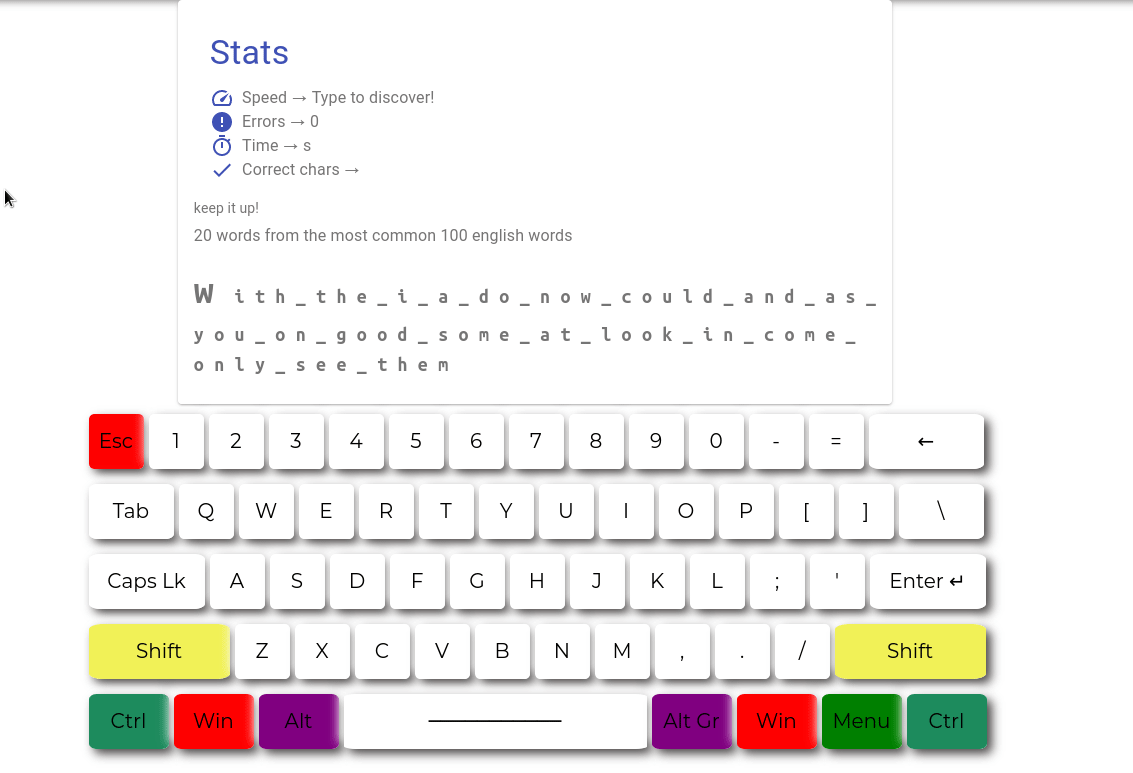 Stats
Speed → Type to discover!
Errors → 0
Time → s
Correct chars →
keep it up!
20 words from the most common 100 english words
w i t h _ t h e _ i _ a _ d o _ n o w _ c o u l d _ a n d _ a s _
y o u _ o n _ g o o d _ s o m e _ a t _ l o o k _ i n _ c o m e _
o n l y _ s e e _ t h e m
Esc 1 2 3 4 5 6 7 8 9 0 - = ←
Tab Q W E R T Y U I O P [ ] \
Caps Lk A S D F G H J K L ; ' Enter ↵
Shift Z X C V B N M , . / Shift
Ctrl Win Alt Alt Gr Win Menu Ctrl